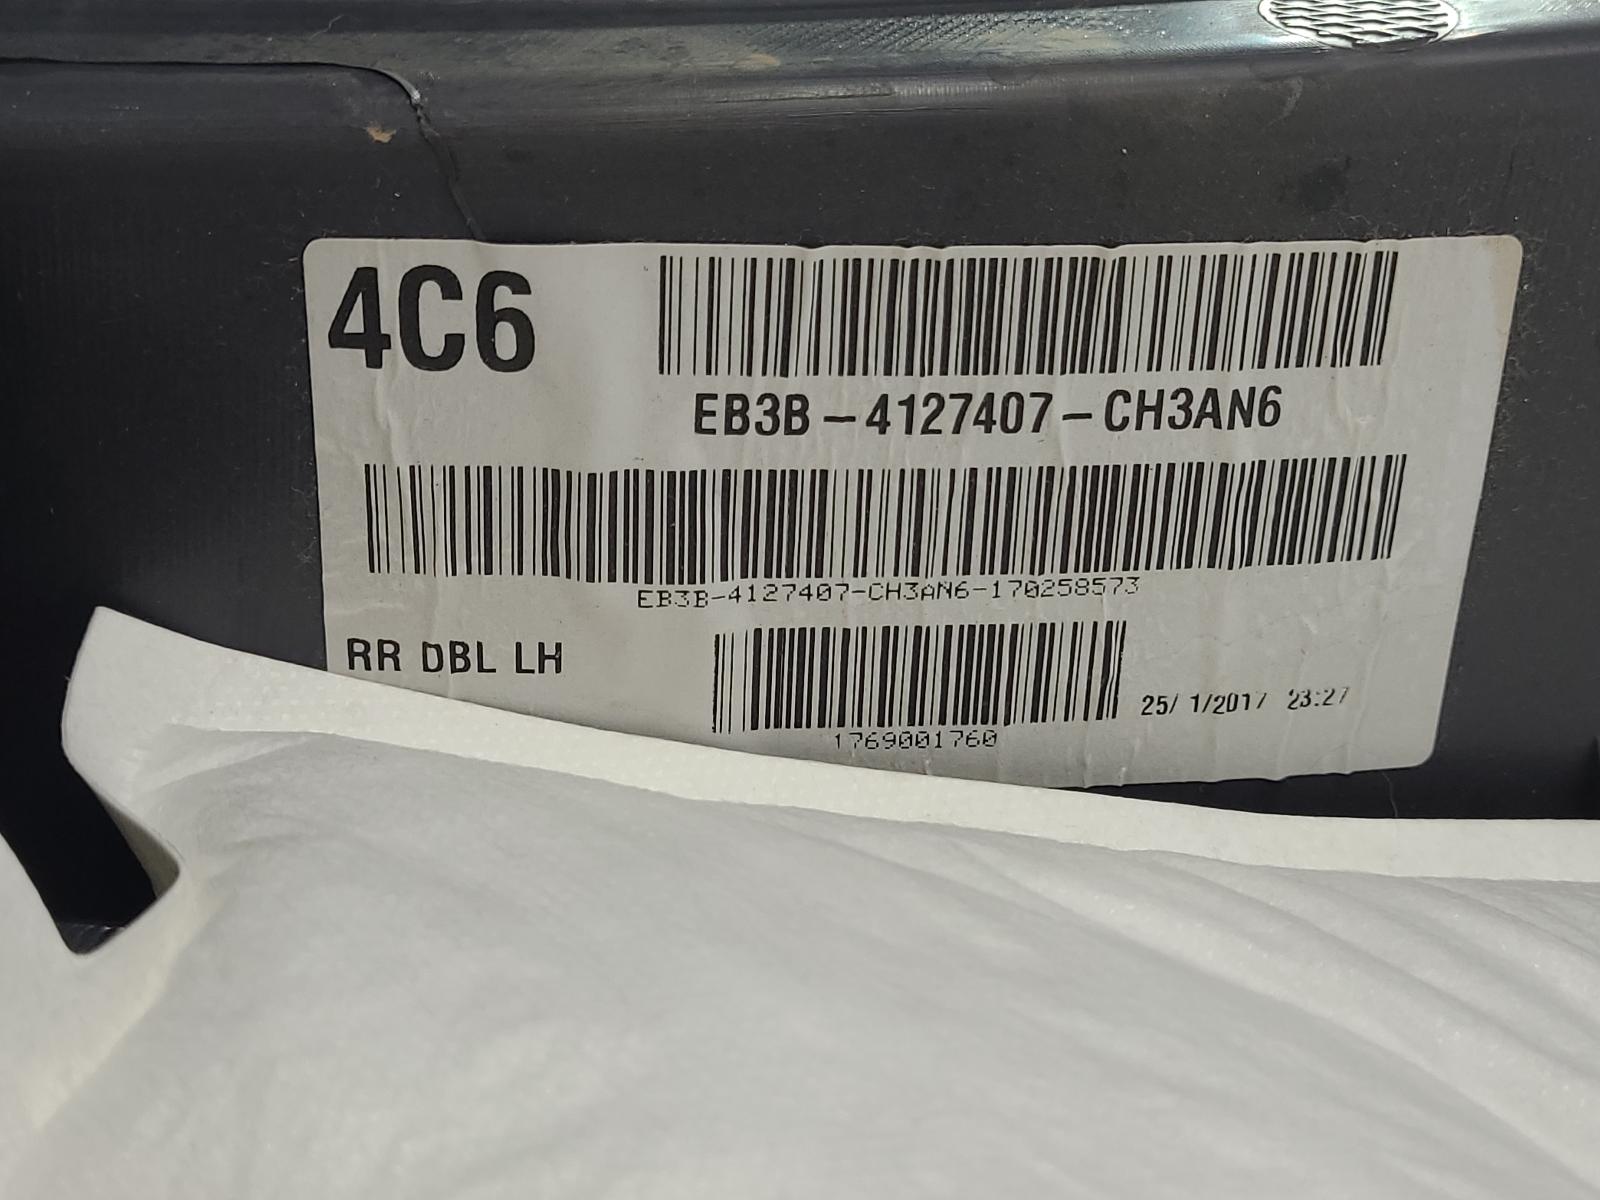 4C6
EB3B-4127407-CH3AN6
EB3B-4127407-CH3AN6-170258573
RR DBL LH
25/ 1/2017 23:27
1769001760